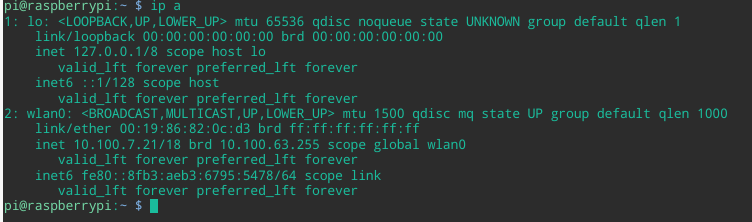 pi@raspberrypi:~ $ ip a
1: lo: <LOOPBACK,UP,LOWER_UP> mtu 65536 qdisc noqueue state UNKNOWN group default qlen 1
    link/loopback 00:00:00:00:00:00 brd 00:00:00:00:00:00
    inet 127.0.0.1/8 scope host lo
       valid_lft forever preferred_lft forever
    inet6 ::1/128 scope host
       valid_lft forever preferred_lft forever
2: wlan0: <BROADCAST,MULTICAST,UP,LOWER_UP> mtu 1500 qdisc mq state UP group default qlen 1000
    link/ether 00:19:86:82:0c:d3 brd ff:ff:ff:ff:ff:ff
    inet 10.100.7.21/18 brd 10.100.63.255 scope global wlan0
       valid_lft forever preferred_lft forever
    inet6 fe80::8fb3:aeb3:6795:5478/64 scope link
       valid_lft forever preferred_lft forever
pi@raspberrypi:~ $